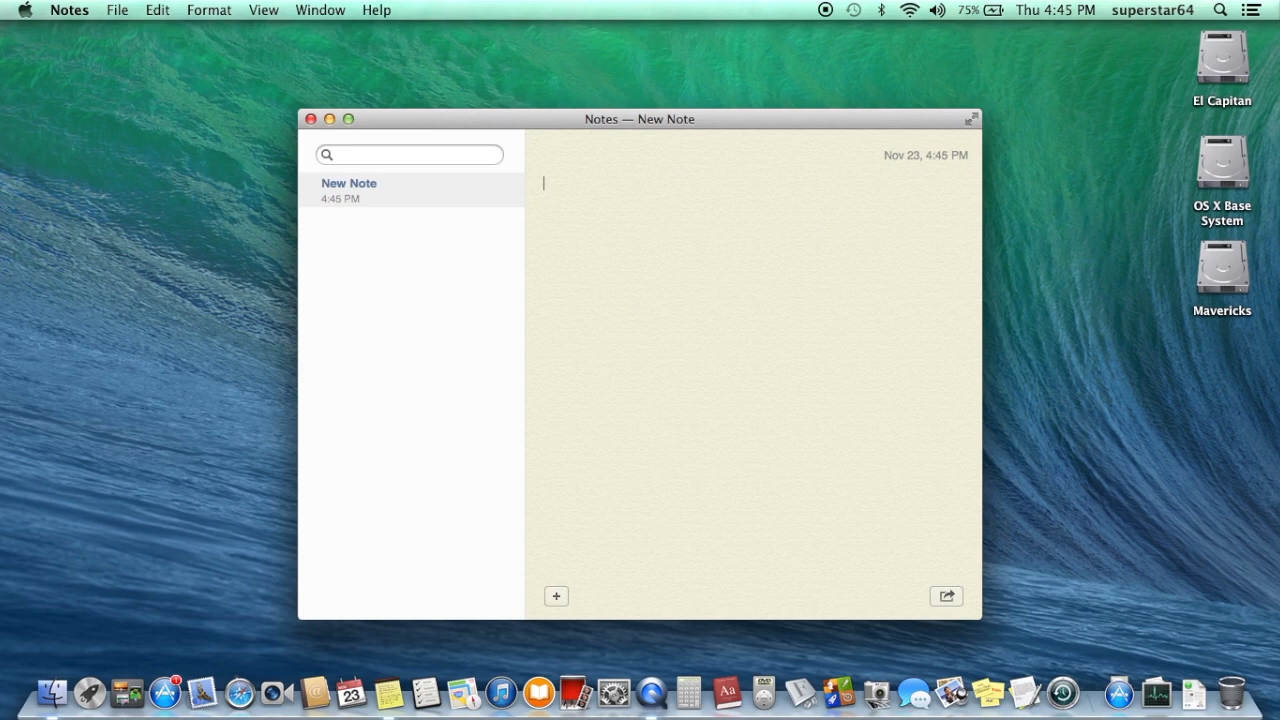 Notes File Edit Format View Window Help 75% Thu 4:45 PM superstar64
El Capitan
OS X Base
System
Mavericks
Notes — New Note
New Note
4:45 PM
Nov 23, 4:45 PM
+
1
23
Aa